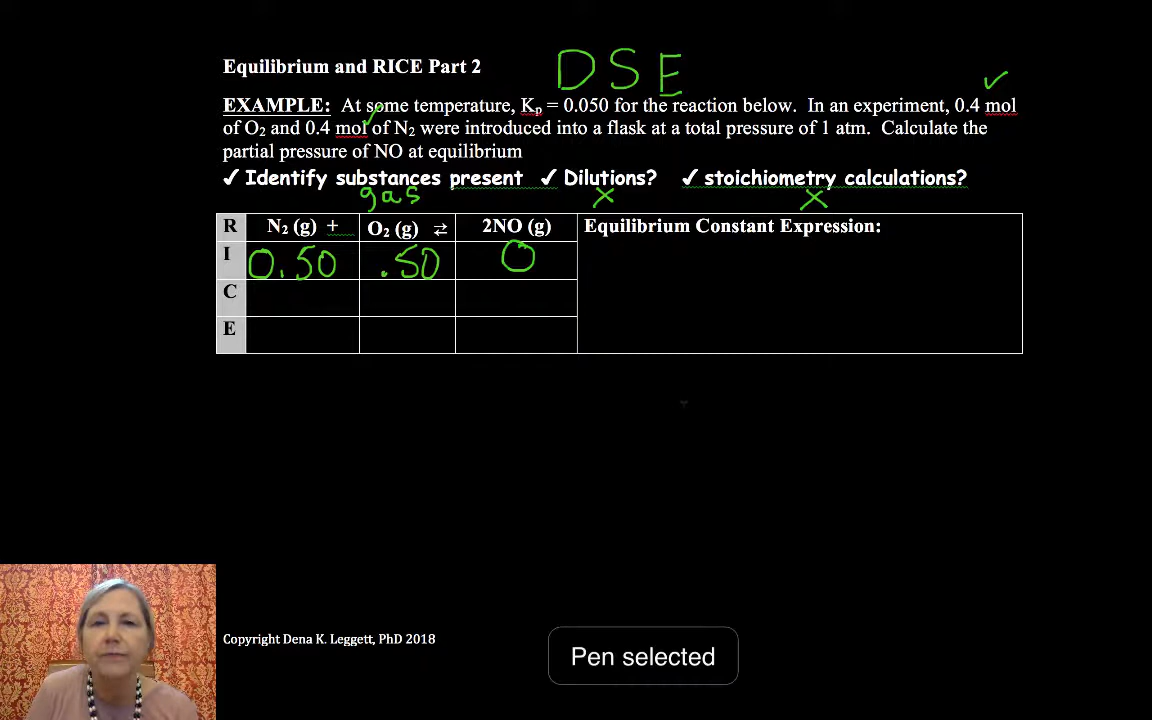 Equilibrium and RICE Part 2 DSE
EXAMPLE: At some temperature, Kp = 0.050 for the reaction below. In an experiment, 0.4 mol ✓
of O₂ and 0.4 mol ✓ of N₂ were introduced into a flask at a total pressure of 1 atm. Calculate the
partial pressure of NO at equilibrium
✓ Identify substances present ✓ Dilutions? ✓ stoichiometry calculations?
gas X X
R N₂ (g) + O₂ (g) ⇄ 2NO (g) Equilibrium Constant Expression:
I 0.50 .50 0
C
E
Copyright Dena K. Leggett, PhD 2018
Pen selected